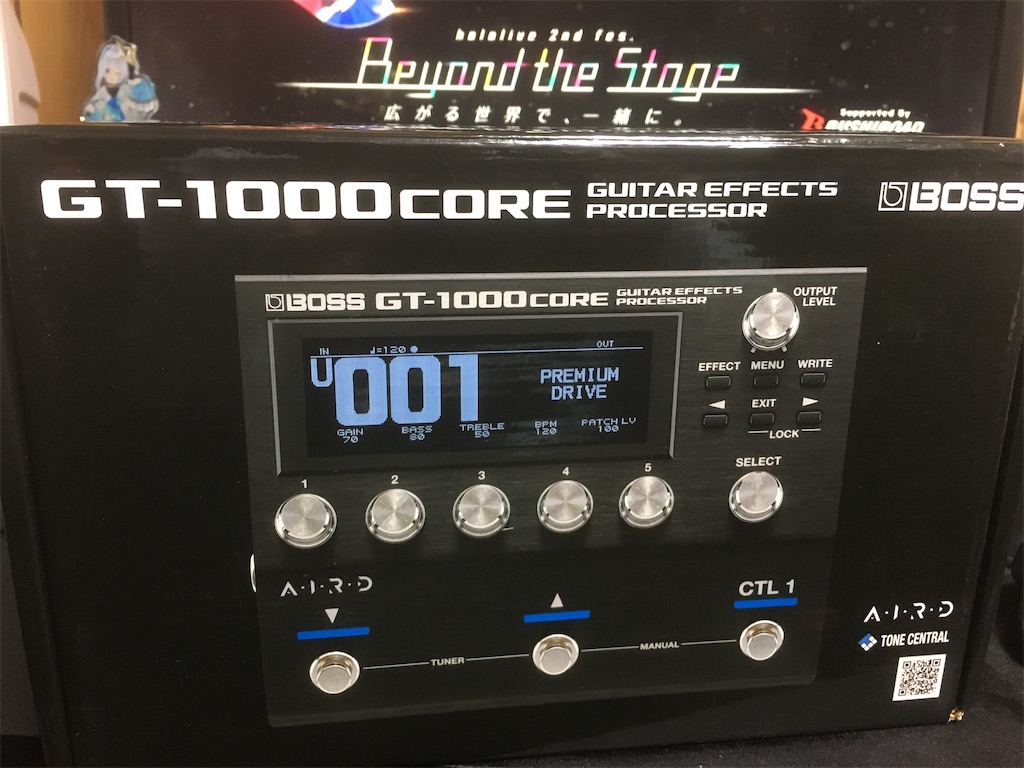 hololive 2nd fes.
Beyond the Stage
広がる世界で、一緒に。
Supported By
BUSHIROAD
GT-1000CORE GUITAR EFFECTS PROCESSOR BOSS
BOSS GT-1000CORE GUITAR EFFECTS PROCESSOR
OUTPUT LEVEL
IN ♩=120 OUT
U001 PREMIUM DRIVE
GAIN 70 BASS 80 TREBLE 50 BPM 120 PATCH LV 100
EFFECT MENU WRITE
◀ EXIT ▶
LOCK
SELECT
1 2 3 4 5
A·I·R·D
▼ ▲ CTL 1
TUNER MANUAL
A·I·R·D
TONE CENTRAL